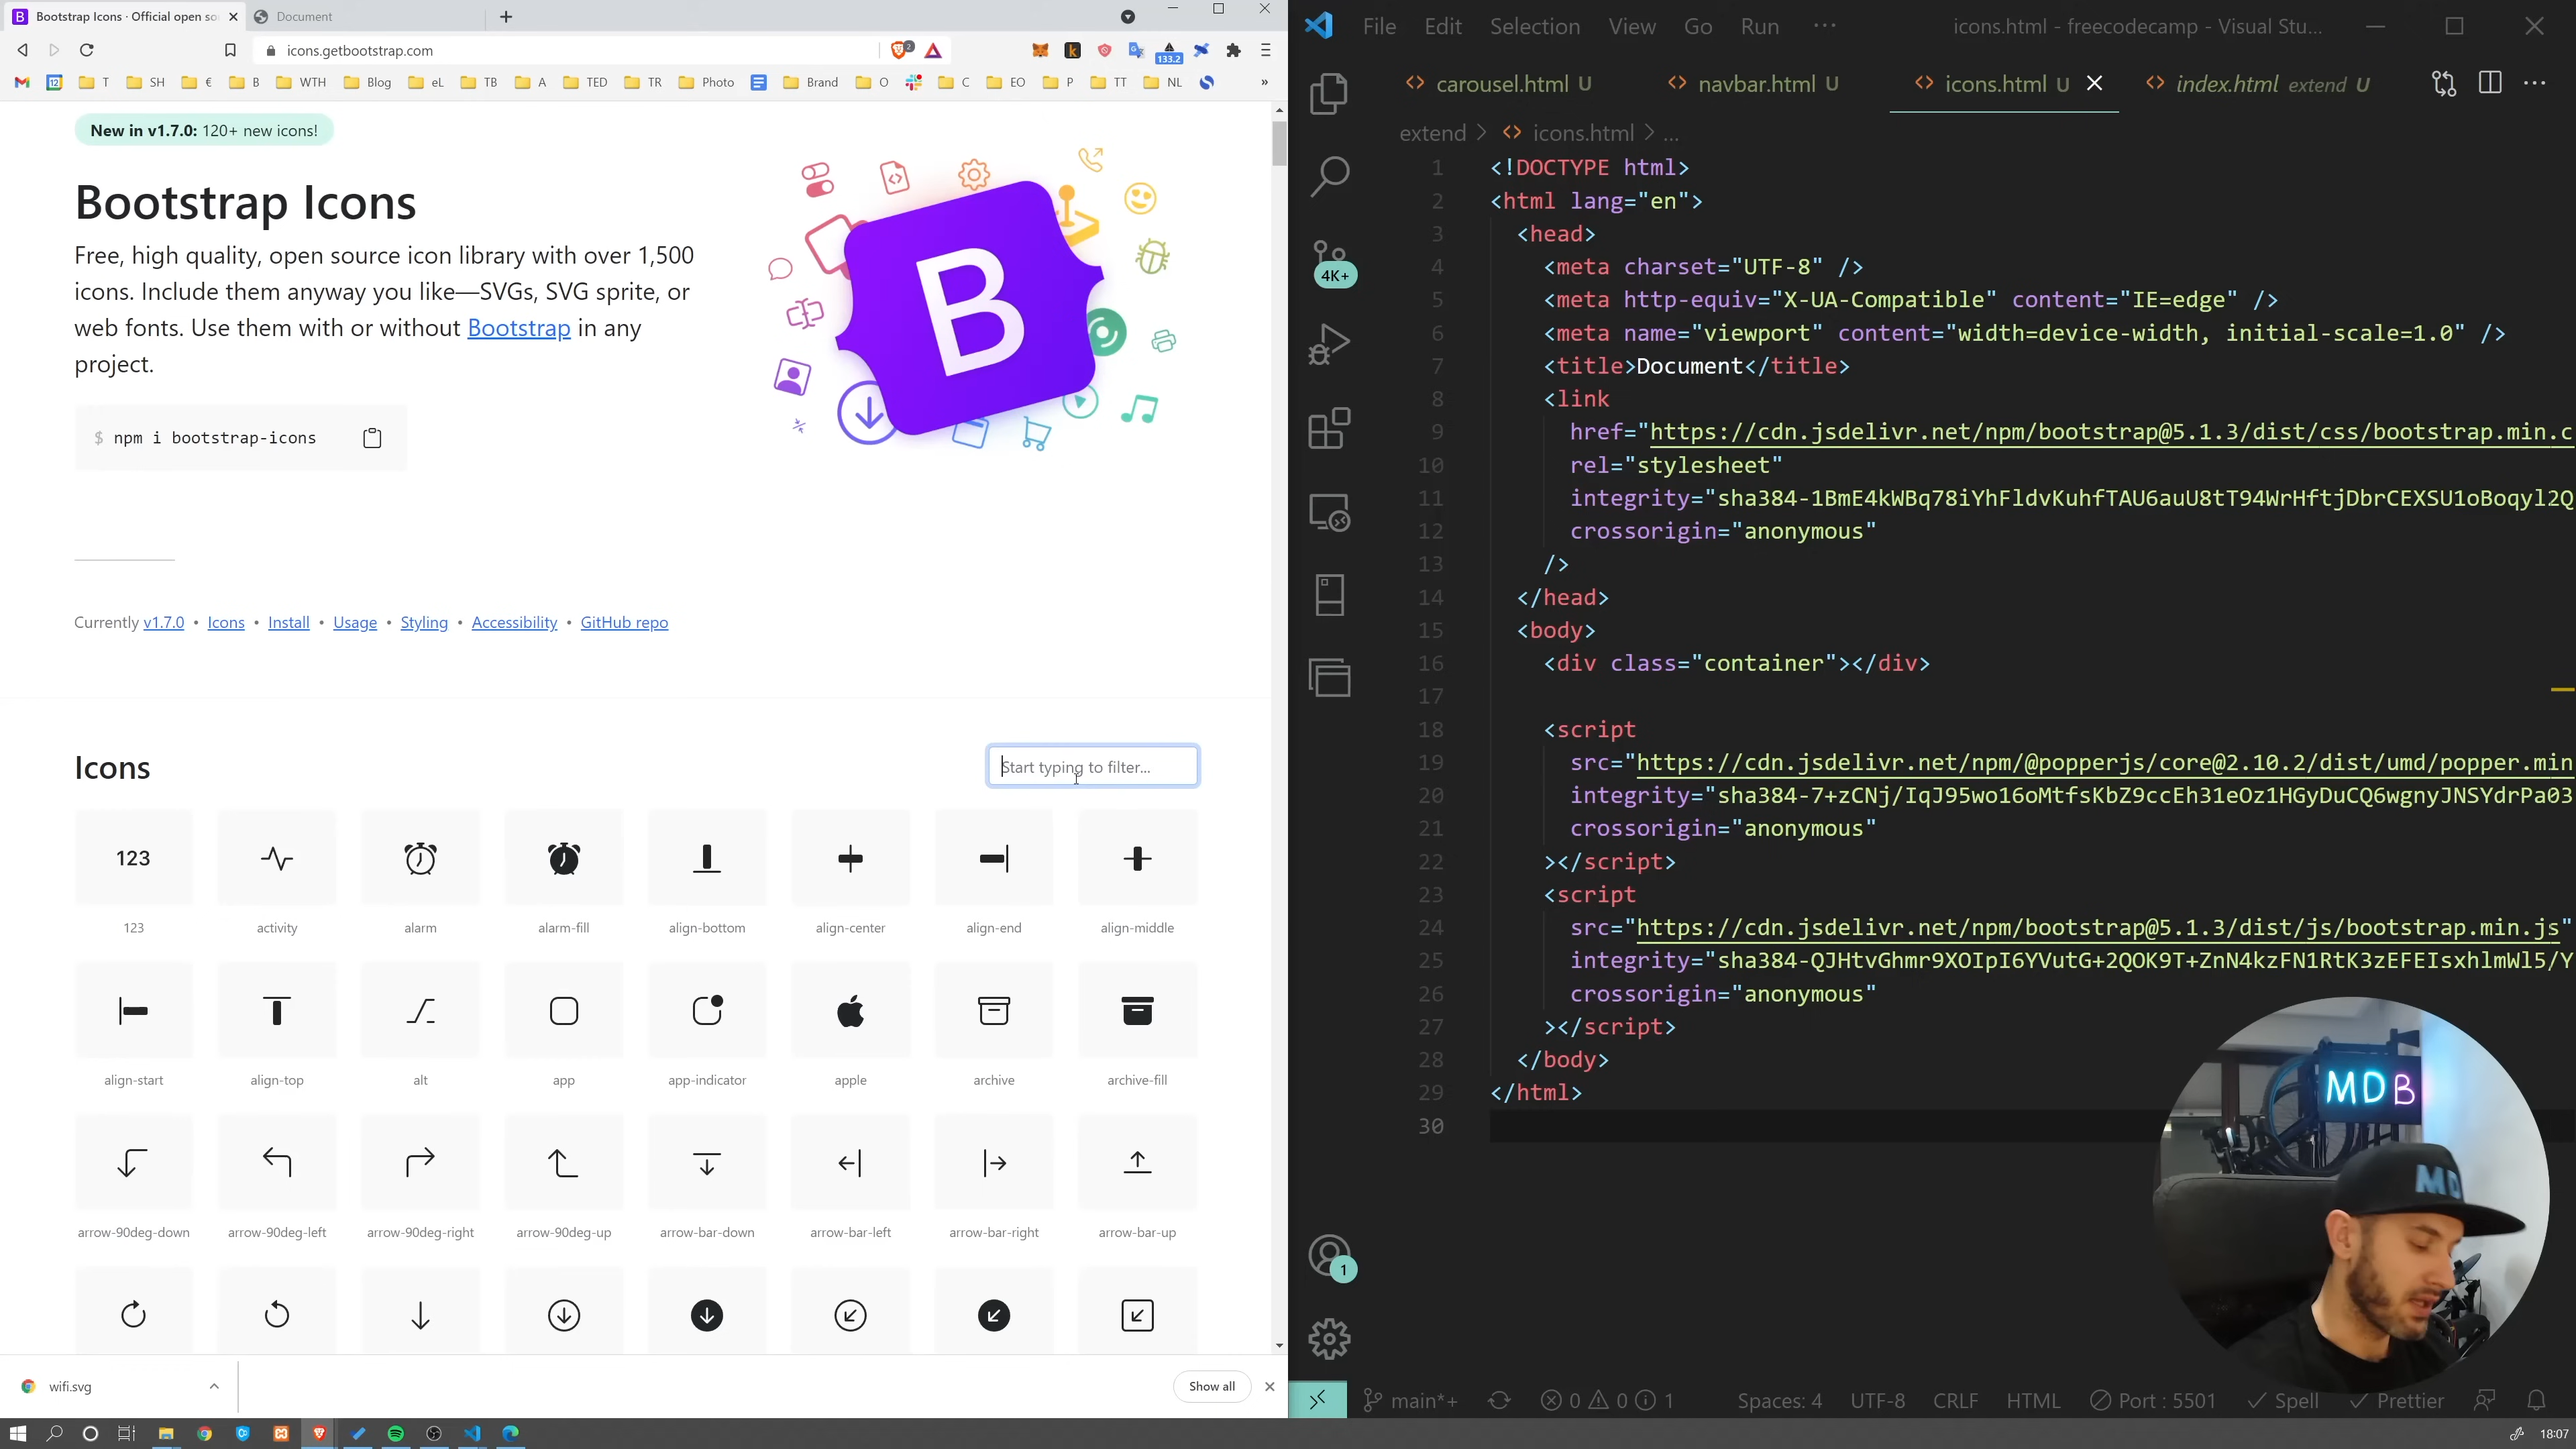 Bootstrap Icons · Official open so
Document
icons.getbootstrap.com
2
133.2
12
T
SH
€
B
WTH
Blog
eL
TB
A
TED
TR
Photo
Brand
O
C
EO
P
TT
NL
»
New in v1.7.0: 120+ new icons!
Bootstrap Icons
Free, high quality, open source icon library with over 1,500
icons. Include them anyway you like—SVGs, SVG sprite, or
web fonts. Use them with or without Bootstrap in any
project.
$ npm i bootstrap-icons
B
Currently v1.7.0 • Icons • Install • Usage • Styling • Accessibility • GitHub repo
Icons
Start typing to filter...
123
123
activity
alarm
alarm-fill
align-bottom
align-center
align-end
align-middle
align-start
align-top
alt
app
app-indicator
apple
archive
archive-fill
arrow-90deg-down
arrow-90deg-left
arrow-90deg-right
arrow-90deg-up
arrow-bar-down
arrow-bar-left
arrow-bar-right
arrow-bar-up
wifi.svg
Show all
File Edit Selection View Go Run ···
icons.html - freecodecamp - Visual Stu...
carousel.html U
navbar.html U
icons.html U
index.html extend U
extend > icons.html > ...
4K+
1 <!DOCTYPE html>
2 <html lang="en">
3 <head>
4 <meta charset="UTF-8" />
5 <meta http-equiv="X-UA-Compatible" content="IE=edge" />
6 <meta name="viewport" content="width=device-width, initial-scale=1.0" />
7 <title>Document</title>
8 <link
9 href="https://cdn.jsdelivr.net/npm/bootstrap@5.1.3/dist/css/bootstrap.min.c
10 rel="stylesheet"
11 integrity="sha384-1BmE4kWBq78iYhFldvKuhfTAU6auU8tT94WrHftjDbrCEXSU1oBoqyl2Q
12 crossorigin="anonymous"
13 />
14 </head>
15 <body>
16 <div class="container"></div>
17
18 <script
19 src="https://cdn.jsdelivr.net/npm/@popperjs/core@2.10.2/dist/umd/popper.min
20 integrity="sha384-7+zCNj/IqJ95wo16oMtfsKbZ9ccEh31eOz1HGyDuCQ6wgnyJNSYdrPa03
21 crossorigin="anonymous"
22 ></script>
23 <script
24 src="https://cdn.jsdelivr.net/npm/bootstrap@5.1.3/dist/js/bootstrap.min.js"
25 integrity="sha384-QJHtvGhmr9XOIpI6YVutG+2QOK9T+ZnN4kzFN1RtK3zEFEIsxhlmWl5/Y
26 crossorigin="anonymous"
27 ></script>
28 </body>
29 </html>
30
MDB
MD
1
main*+
0 0 1
Spaces: 4
UTF-8
CRLF
HTML
Port : 5501
Spell
Prettier
18:07